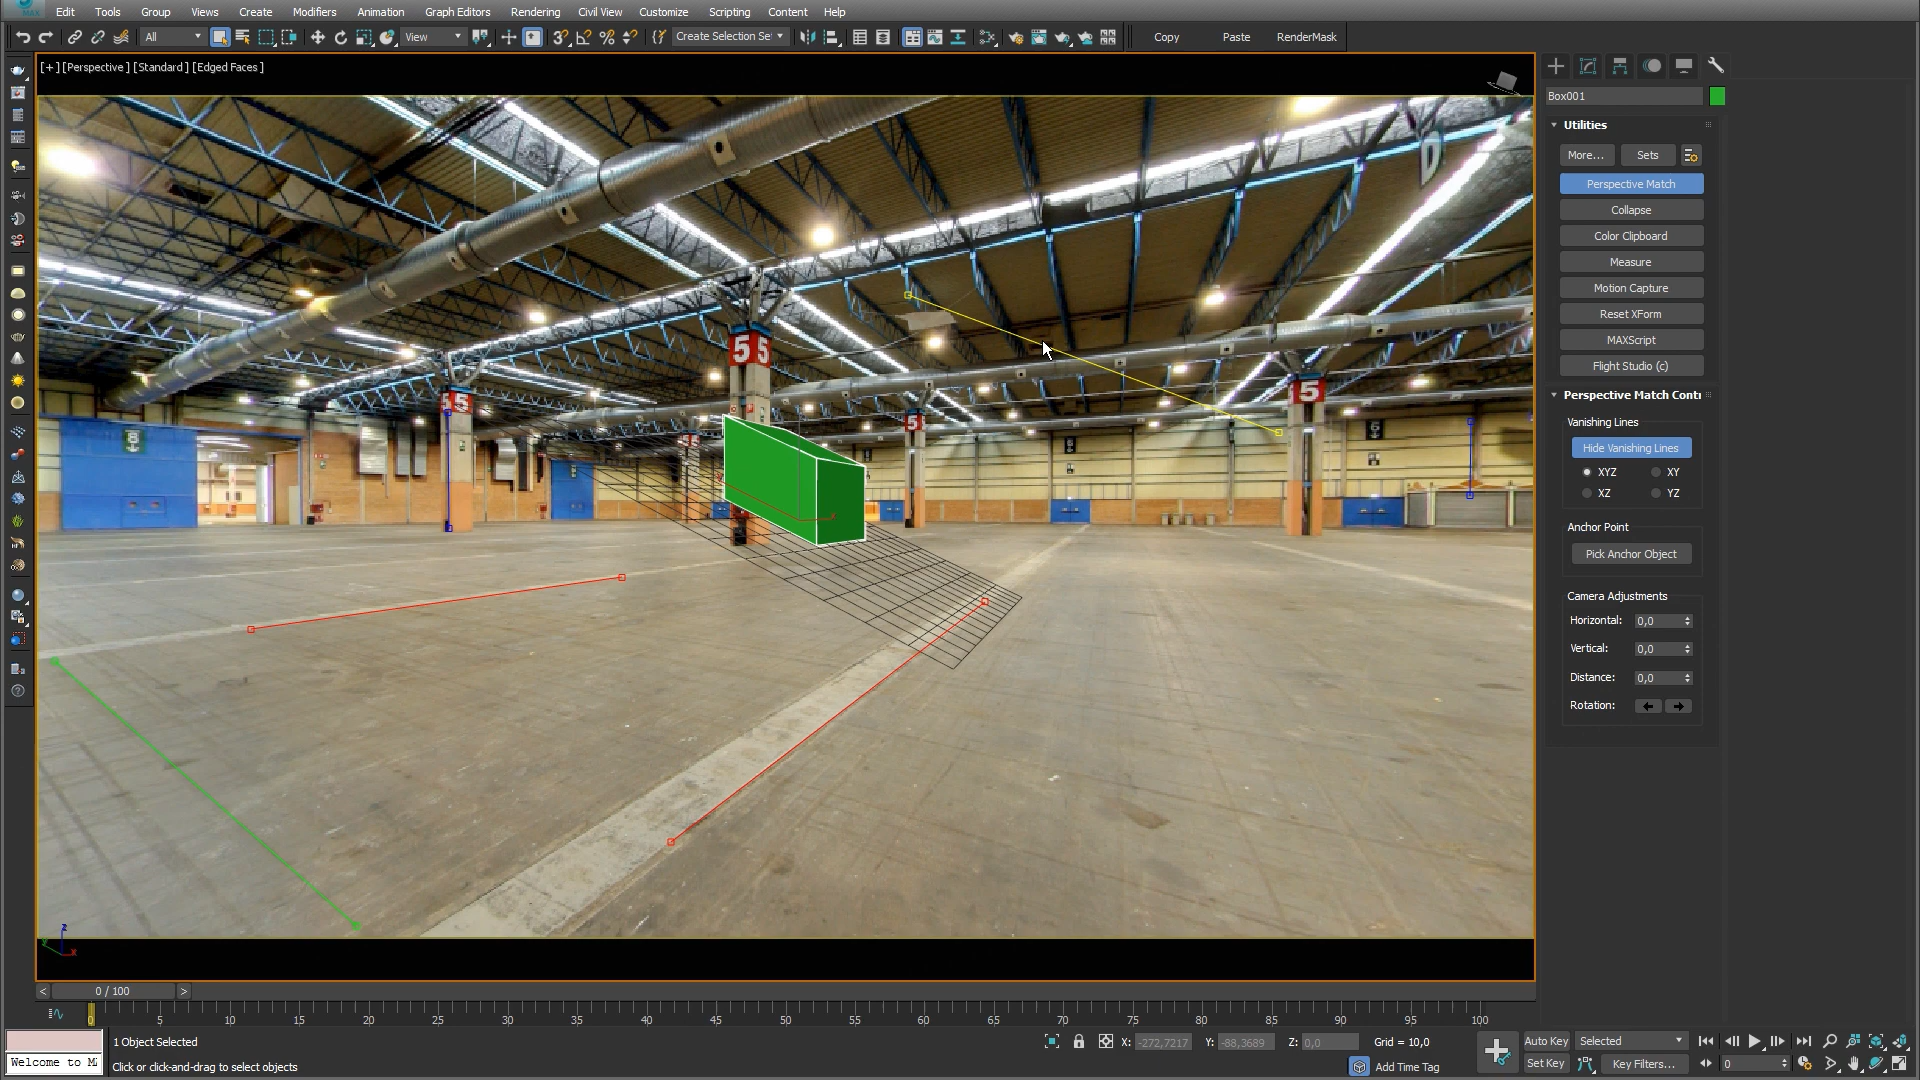 Edit Tools Group Views Create Modifiers Animation Graph Editors Rendering Civil View Customize Scripting Content Help
All View Create Selection Se Copy Paste RenderMask
[+] [Perspective] [Standard] [Edged Faces]
Box001
Utilities
More... Sets
Perspective Match
Collapse
Color Clipboard
Measure
Motion Capture
Reset XForm
MAXScript
Flight Studio (c)
Perspective Match Contr
Vanishing Lines
Hide Vanishing Lines
XYZ XY
XZ YZ
Anchor Point
Pick Anchor Object
Camera Adjustments
Horizontal: 0,0
Vertical: 0,0
Distance: 0,0
Rotation:
D
5 5
5 5
5
5
8
z
y x
x
< 0 / 100 >
0 5 10 15 20 25 30 35 40 45 50 55 60 65 70 75 80 85 90 95 100
1 Object Selected X: -272,7217 Y: -88,3689 Z: 0,0 Grid = 10,0 Auto Key Selected
Welcome to M Click or click-and-drag to select objects Add Time Tag Set Key Key Filters... 0